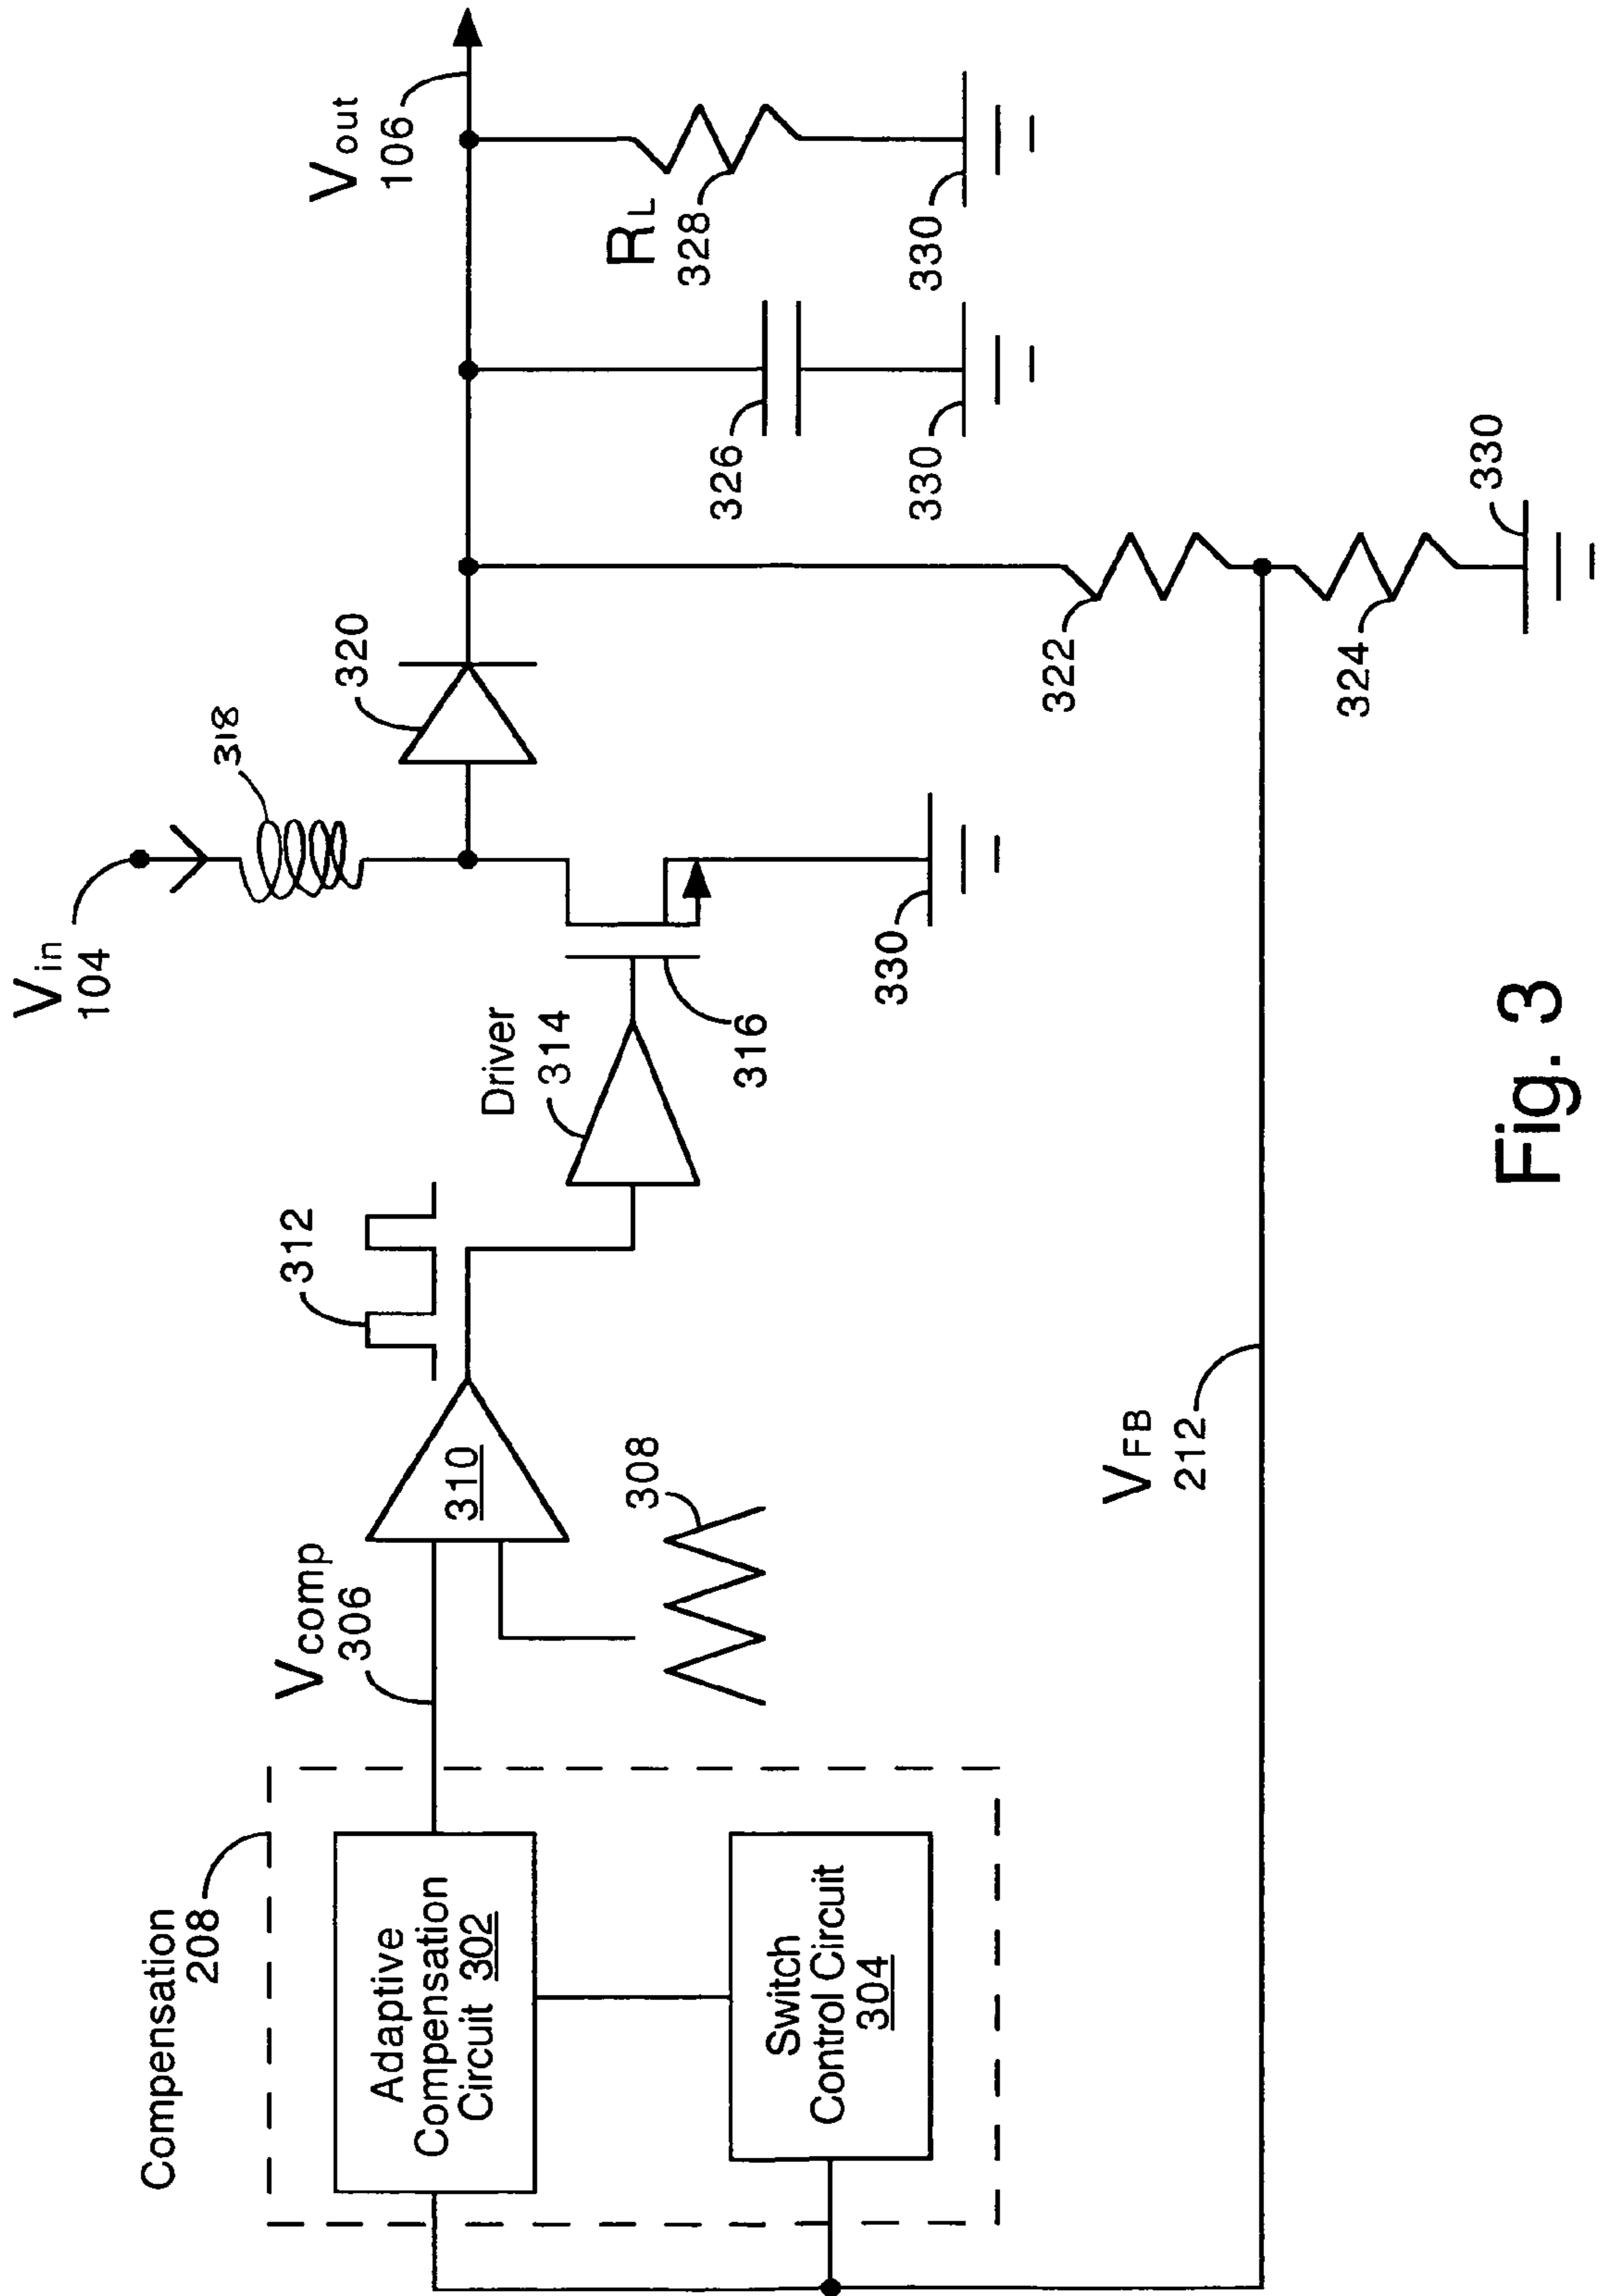 Compensation
208
Adaptive
Compensation
Circuit 302
Switch
Control Circuit
304
Vcomp
306
310
308
312
Driver
314
316
Vin
104
318
320
330
Vout
106
RL
328
330
326
330
322
324
330
VFB
212
Fig. 3